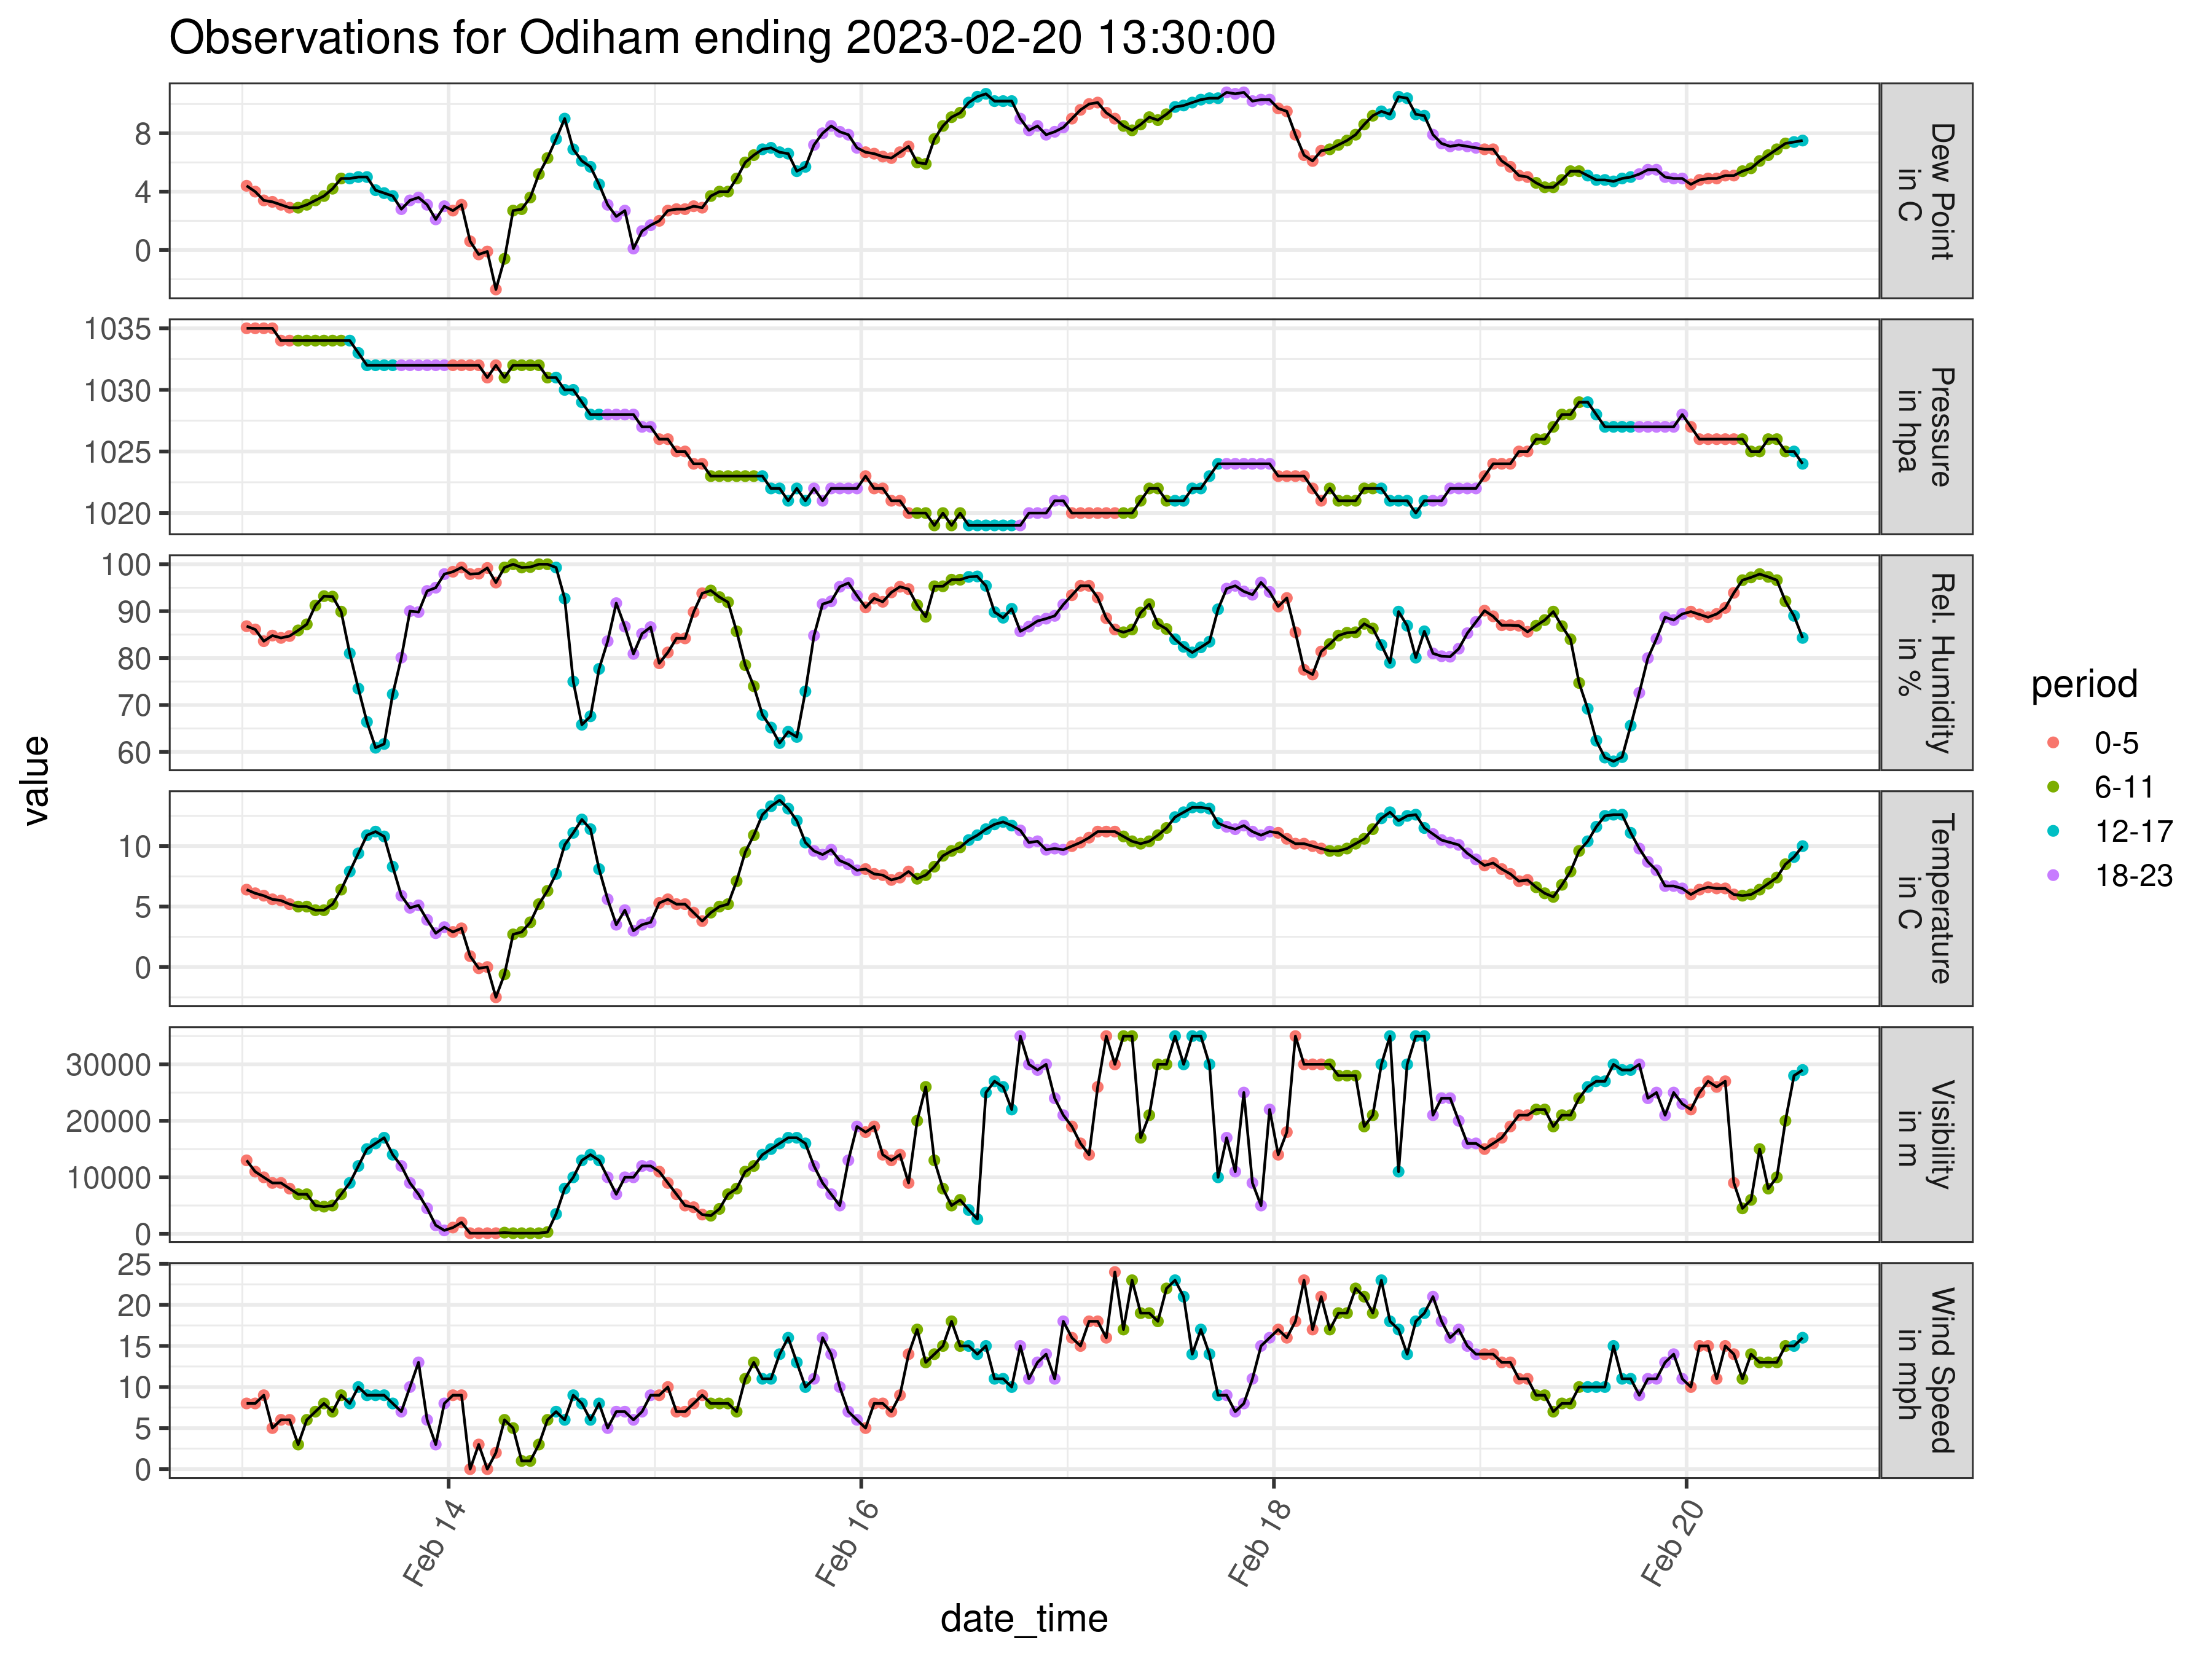 Observations for Odiham ending 2023-02-20 13:30:00
value
8
4
0
Dew Point
in C
1035
1030
1025
1020
Pressure
in hpa
100
90
80
70
60
Rel. Humidity
in %
10
5
0
Temperature
in C
30000
20000
10000
0
Visibility
in m
25
20
15
10
5
0
Wind Speed
in mph
Feb 14
Feb 16
Feb 18
Feb 20
date_time
period
0-5
6-11
12-17
18-23